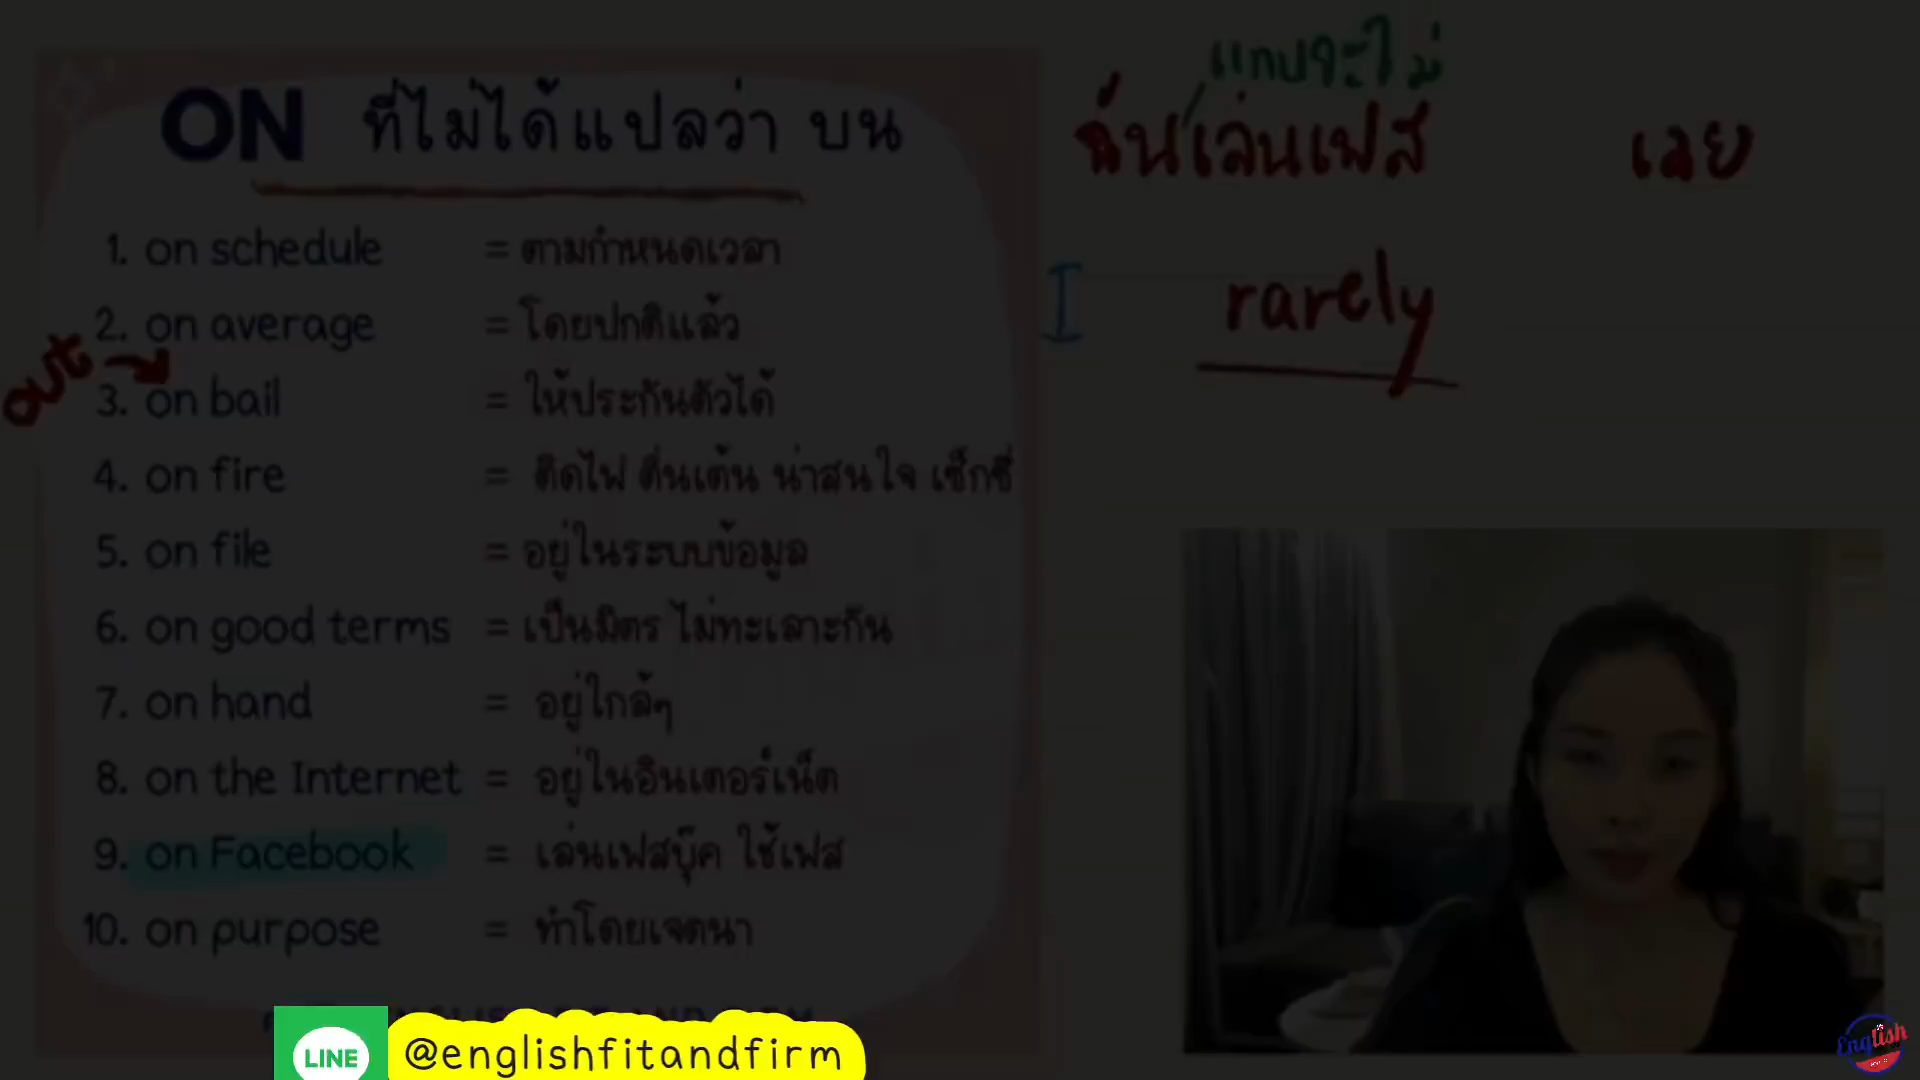 ON ที่ไม่ได้แปลว่า บน
1. on schedule = ตามกำหนดเวลา
2. on average = โดยปกติแล้ว
out
3. on bail = ให้ประกันตัวได้
4. on fire = ติดไฟ ตื่นเต้น น่าสนใจ เซ็กซี่
5. on file = อยู่ในระบบข้อมูล
6. on good terms = เป็นมิตร ไม่ทะเลาะกัน
7. on hand = อยู่ใกล้ๆ
8. on the Internet = อยู่ในอินเตอร์เน็ต
9. on Facebook = เล่นเฟสบุ๊ค ใช้เฟส
10. on purpose = ทำโดยเจตนา
แทบจะไม่
ฉันเล่นเฟส เลย
I rarely
LINE @englishfitandfirm
English